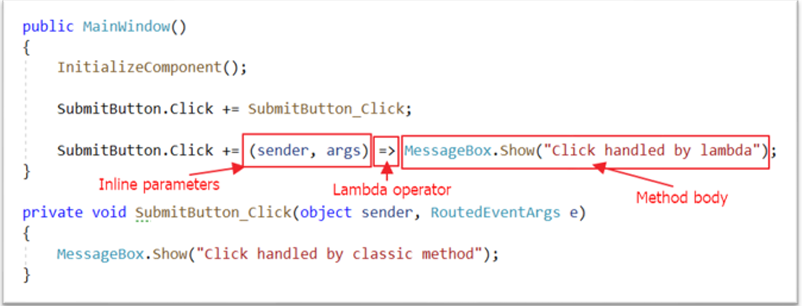 public MainWindow()
{
InitializeComponent();
SubmitButton.Click += SubmitButton_Click;
SubmitButton.Click += (sender, args) => MessageBox.Show("Click handled by lambda");
}
Inline parameters
Lambda operator
Method body
private void SubmitButton_Click(object sender, RoutedEventArgs e)
{
MessageBox.Show("Click handled by classic method");
}